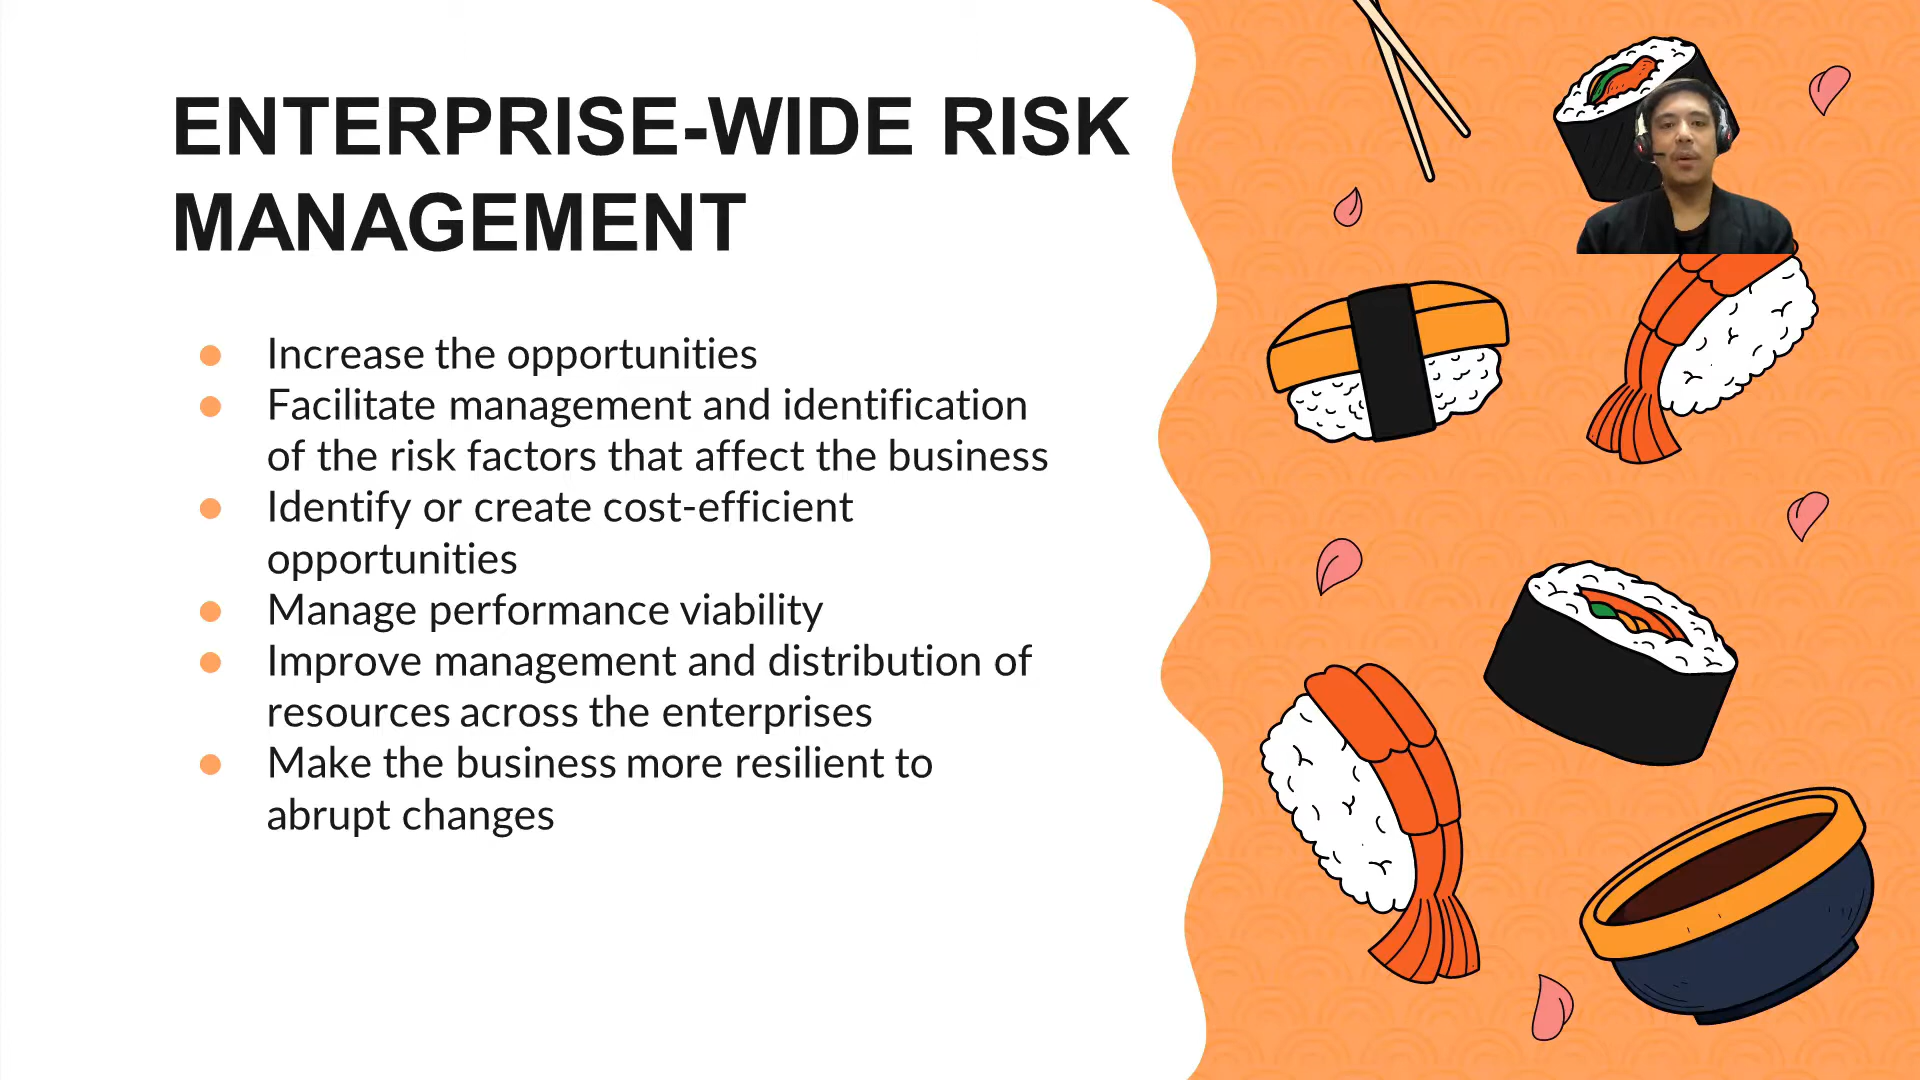 ENTERPRISE-WIDE RISK
MANAGEMENT
Increase the opportunities
Facilitate management and identification
of the risk factors that affect the business
Identify or create cost-efficient
opportunities
Manage performance viability
Improve management and distribution of
resources across the enterprises
Make the business more resilient to
abrupt changes